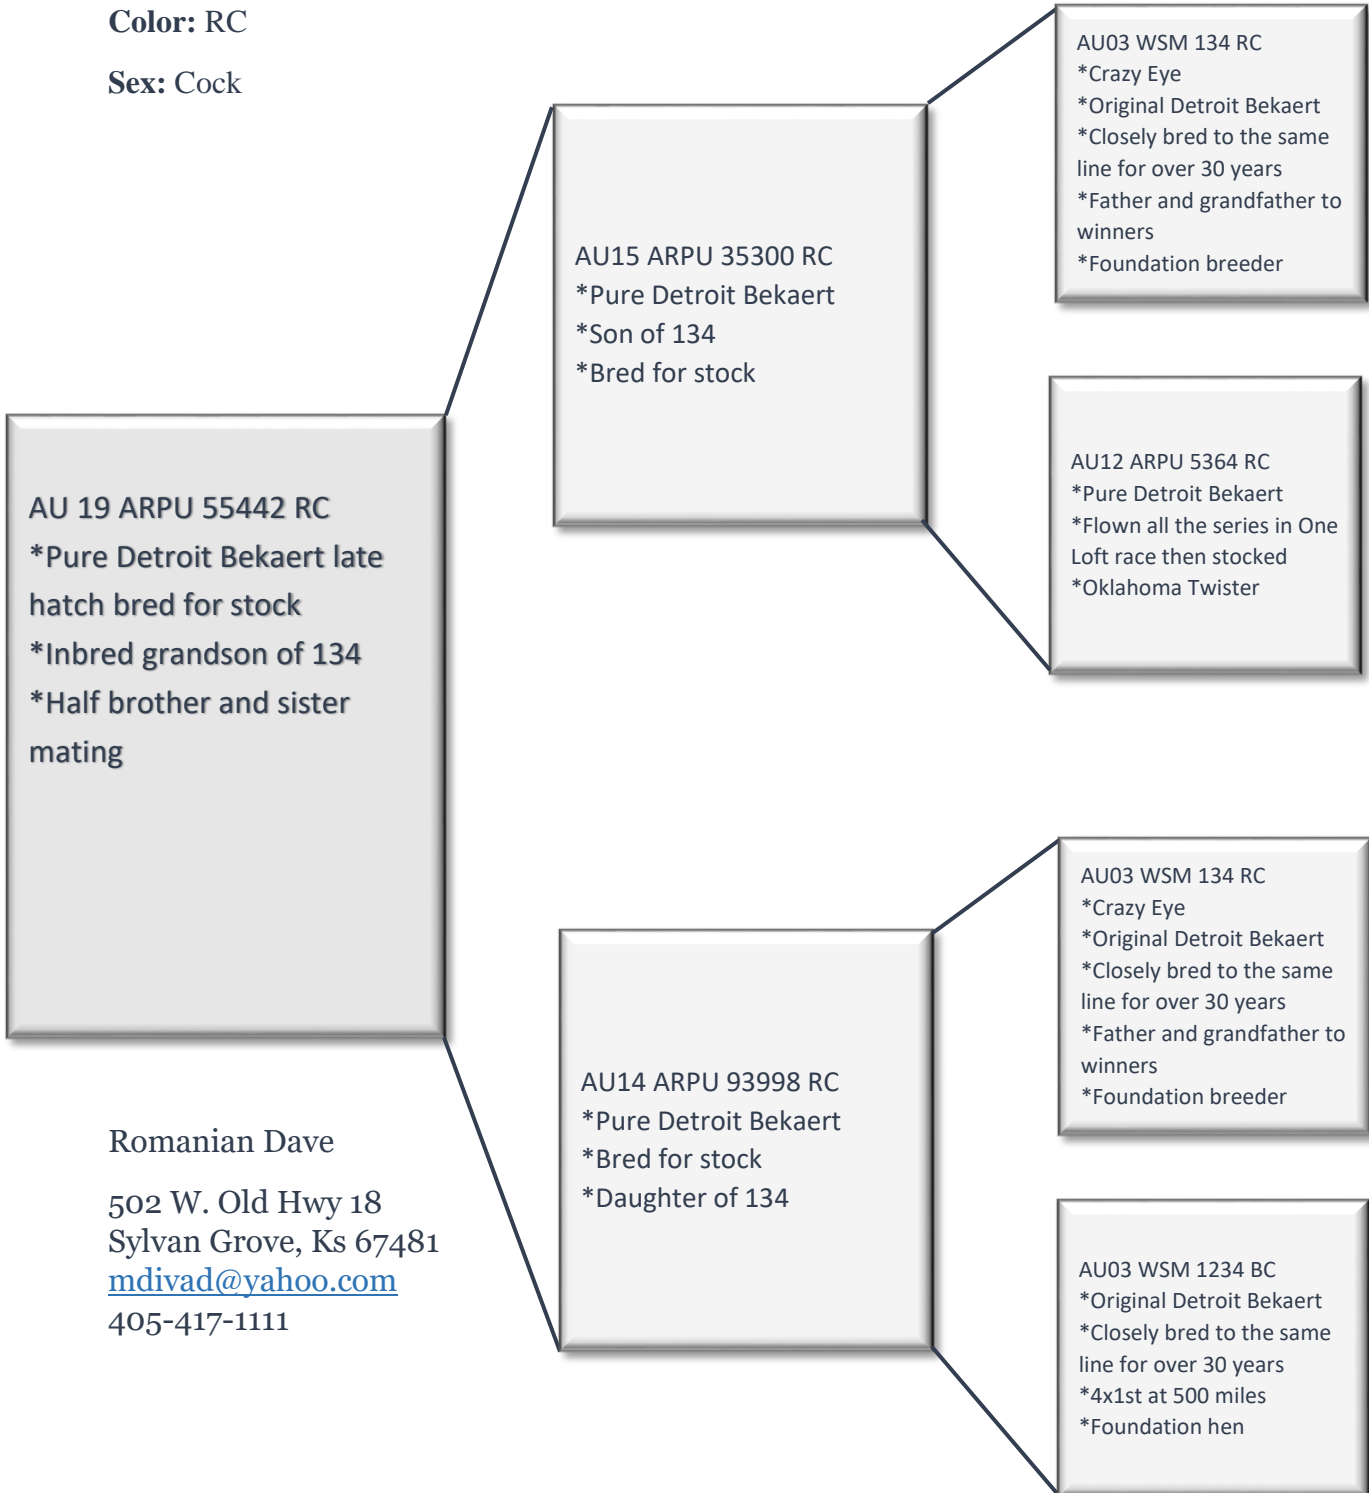 Color: RC
Sex: Cock
AU 19 ARPU 55442 RC
*Pure Detroit Bekaert late
hatch bred for stock
*Inbred grandson of 134
*Half brother and sister
mating
AU15 ARPU 35300 RC
*Pure Detroit Bekaert
*Son of 134
*Bred for stock
AU03 WSM 134 RC
*Crazy Eye
*Original Detroit Bekaert
*Closely bred to the same
line for over 30 years
*Father and grandfather to
winners
*Foundation breeder
AU12 ARPU 5364 RC
*Pure Detroit Bekaert
*Flown all the series in One
Loft race then stocked
*Oklahoma Twister
AU14 ARPU 93998 RC
*Pure Detroit Bekaert
*Bred for stock
*Daughter of 134
AU03 WSM 134 RC
*Crazy Eye
*Original Detroit Bekaert
*Closely bred to the same
line for over 30 years
*Father and grandfather to
winners
*Foundation breeder
AU03 WSM 1234 BC
*Original Detroit Bekaert
*Closely bred to the same
line for over 30 years
*4x1st at 500 miles
*Foundation hen
Romanian Dave
502 W. Old Hwy 18
Sylvan Grove, Ks 67481
mdivad@yahoo.com
405-417-1111